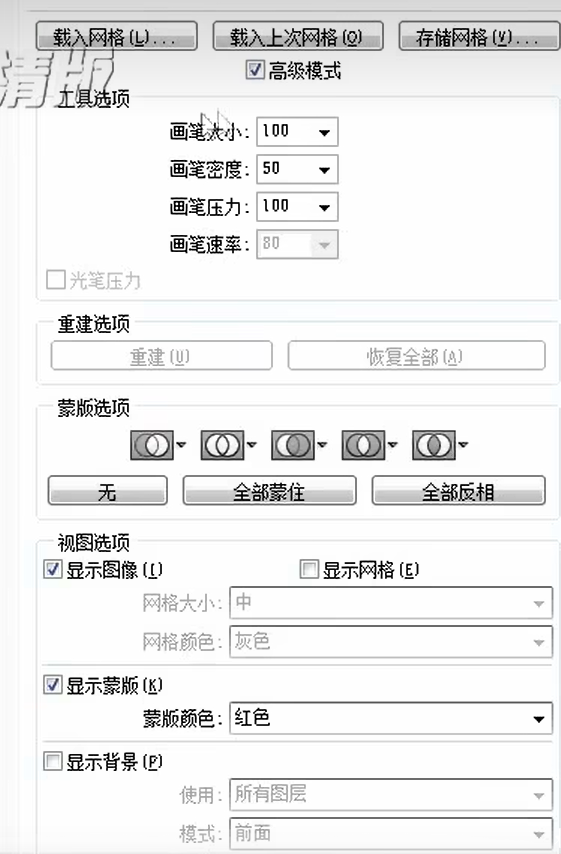 载入网格(L)... 载入上次网格(O) 存储网格(V)...
高级模式
清版
工具选项
画笔大小: 100
画笔密度: 50
画笔压力: 100
画笔速率: 80
光笔压力
重建选项
重建(U) 恢复全部(A)
蒙版选项
无 全部蒙住 全部反相
视图选项
显示图像(I) 显示网格(E)
网格大小: 中
网格颜色: 灰色
显示蒙版(K)
蒙版颜色: 红色
显示背景(P)
使用: 所有图层
模式: 前面